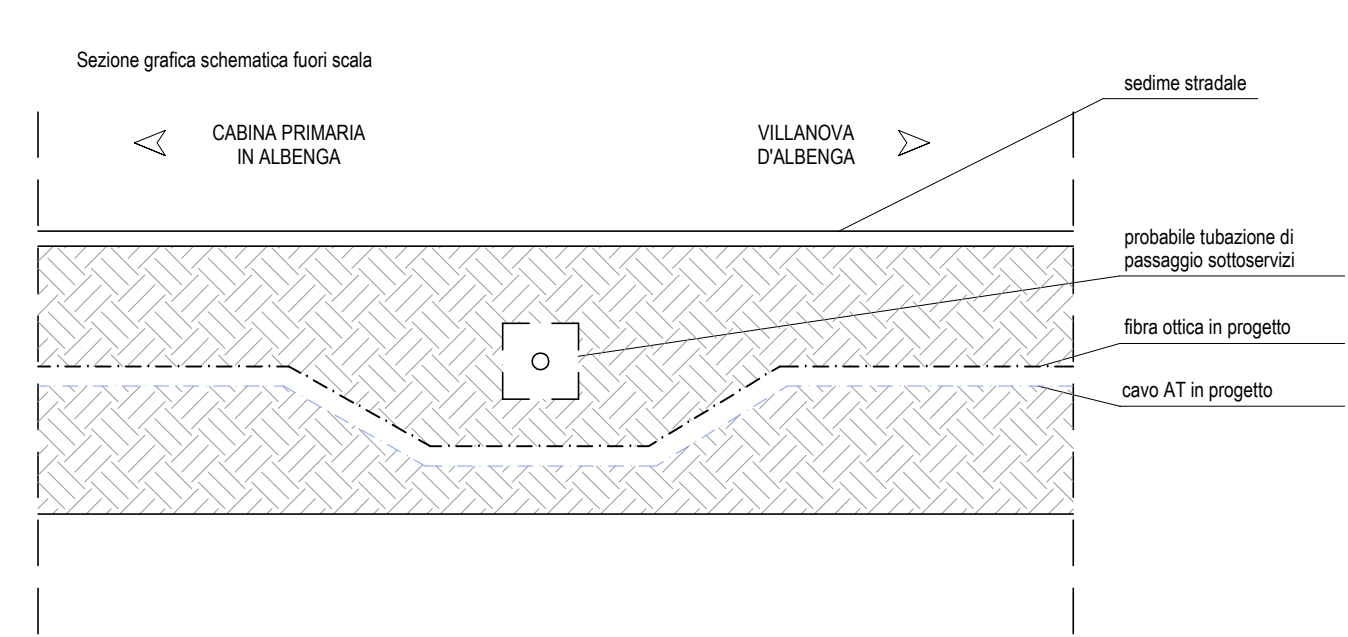 Sezione grafica schematica fuori scala
sedime stradale
CABINA PRIMARIA
IN ALBENGA
VILLANOVA
D'ALBENGA
probabile tubazione di
passaggio sottoservizi
fibra ottica in progetto
cavo AT in progetto